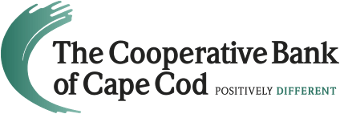 The Cooperative Bank
of Cape Cod POSITIVELY DIFFERENT